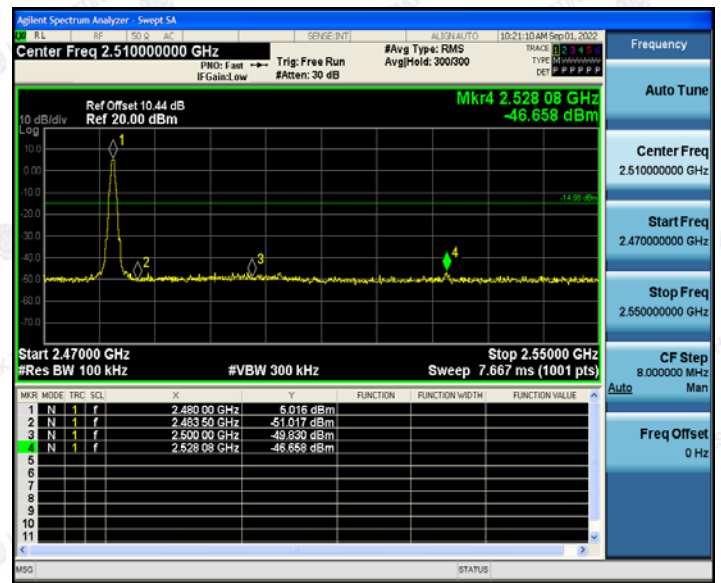 Agilent Spectrum Analyzer - Swept SA
RL RF 50 Ω AC SENSE:INT ALIGN AUTO 10:21:10 AM Sep 01, 2022
Center Freq 2.510000000 GHz
PNO: Fast
IFGain:Low
Trig: Free Run
#Atten: 30 dB
#Avg Type: RMS
Avg|Hold: 300/300
TRACE 1 2 3 4 5 6
TYPE M
DET P P P P P P
Mkr4 2.528 08 GHz
-46.658 dBm
Ref Offset 10.44 dB
10 dB/div Ref 20.00 dBm
Log
10.0
0.00
-10.0
-20.0
-30.0
-40.0
-50.0
-60.0
-70.0
1
2
3
4
-14.98 dBm
Start 2.47000 GHz Stop 2.55000 GHz
#Res BW 100 kHz #VBW 300 kHz Sweep 7.667 ms (1001 pts)
MKR MODE TRC SCL X Y FUNCTION FUNCTION WIDTH FUNCTION VALUE
1 N 1 f 2.480 00 GHz 5.016 dBm
2 N 1 f 2.483 50 GHz -51.017 dBm
3 N 1 f 2.500 00 GHz -49.830 dBm
4 N 1 f 2.528 08 GHz -46.658 dBm
5
6
7
8
9
10
11
MSG STATUS
Frequency
Auto Tune
Center Freq
2.510000000 GHz
Start Freq
2.470000000 GHz
Stop Freq
2.550000000 GHz
CF Step
8.000000 MHz
Auto Man
Freq Offset
0 Hz